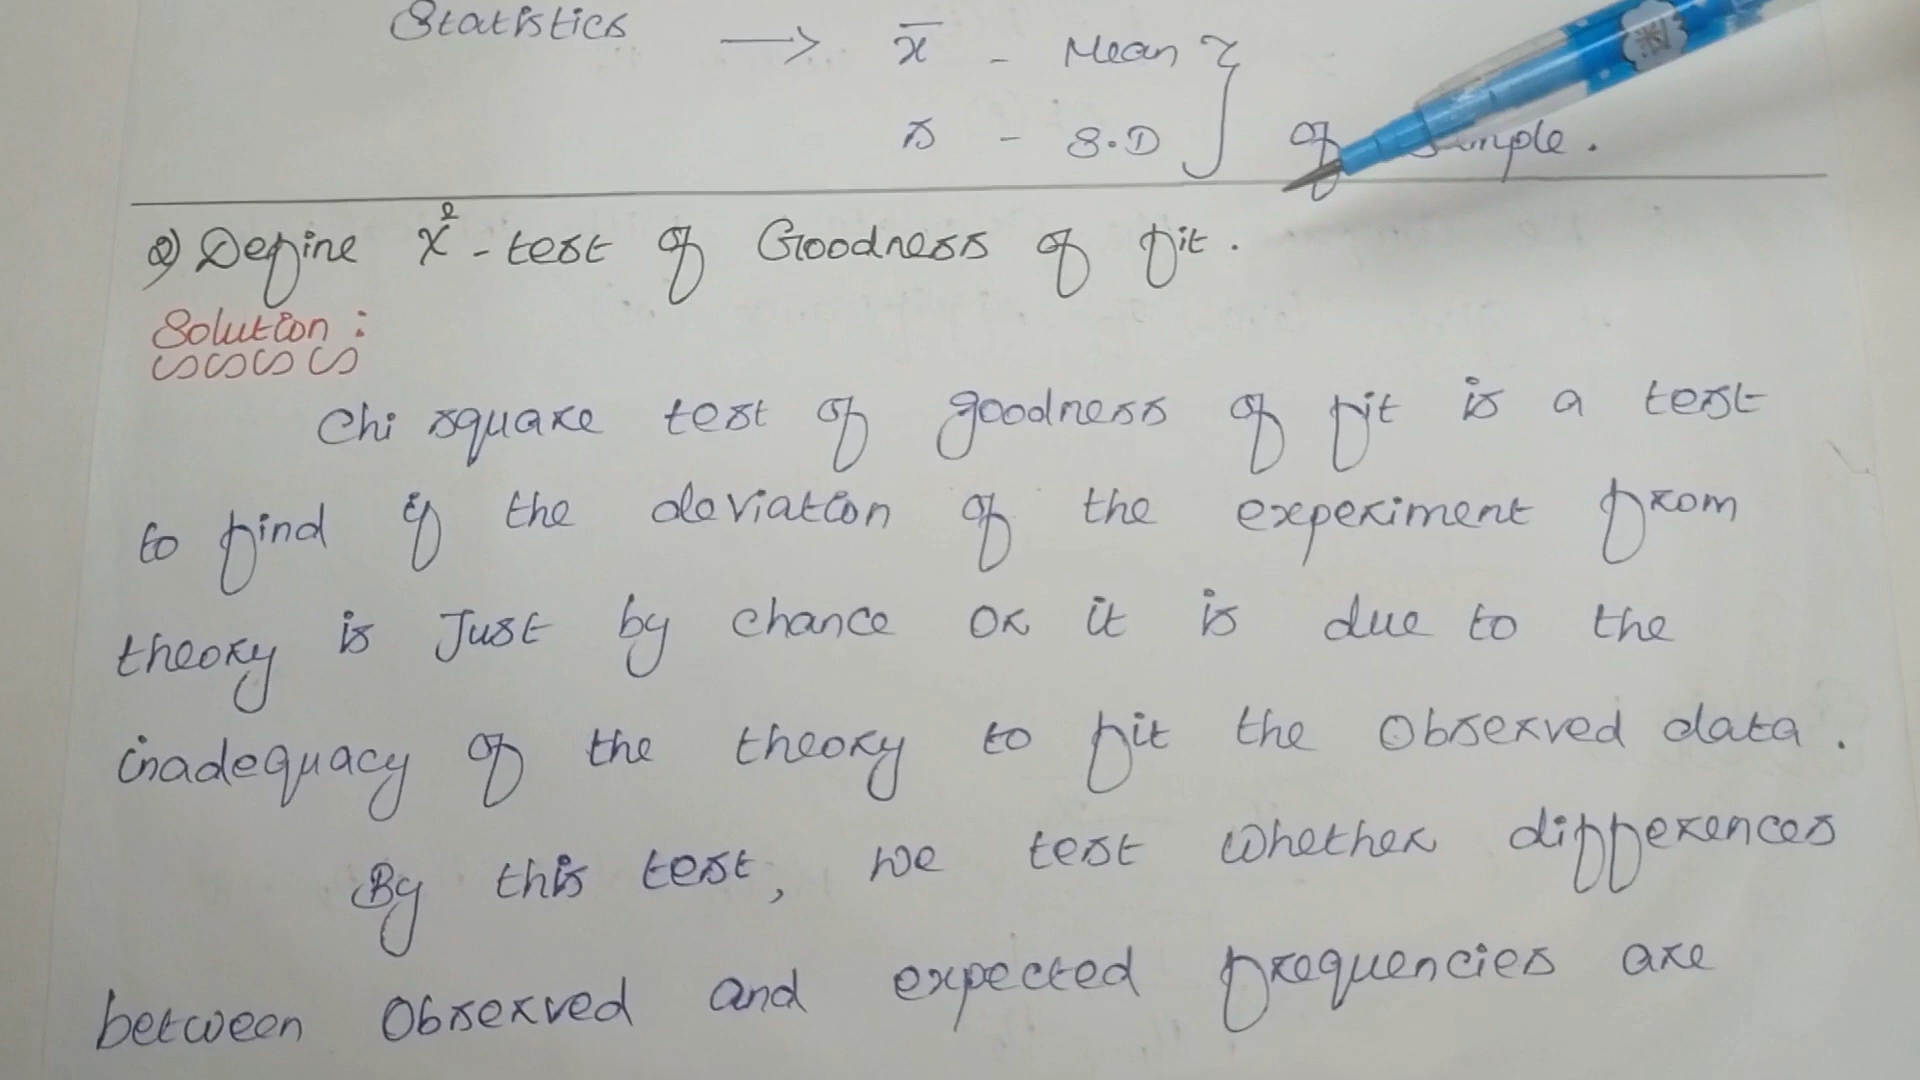 Statistics → x̄ - Mean }
s - S.D } of sample.
2) Define χ² - test of Goodness of fit.
Solution :
Chi square test of goodness of fit is a test
to find if the deviation of the experiment from
theory is Just by chance or it is due to the
inadequacy of the theory to fit the Observed data.
By this test, we test whether differences
between Observed and expected frequencies are